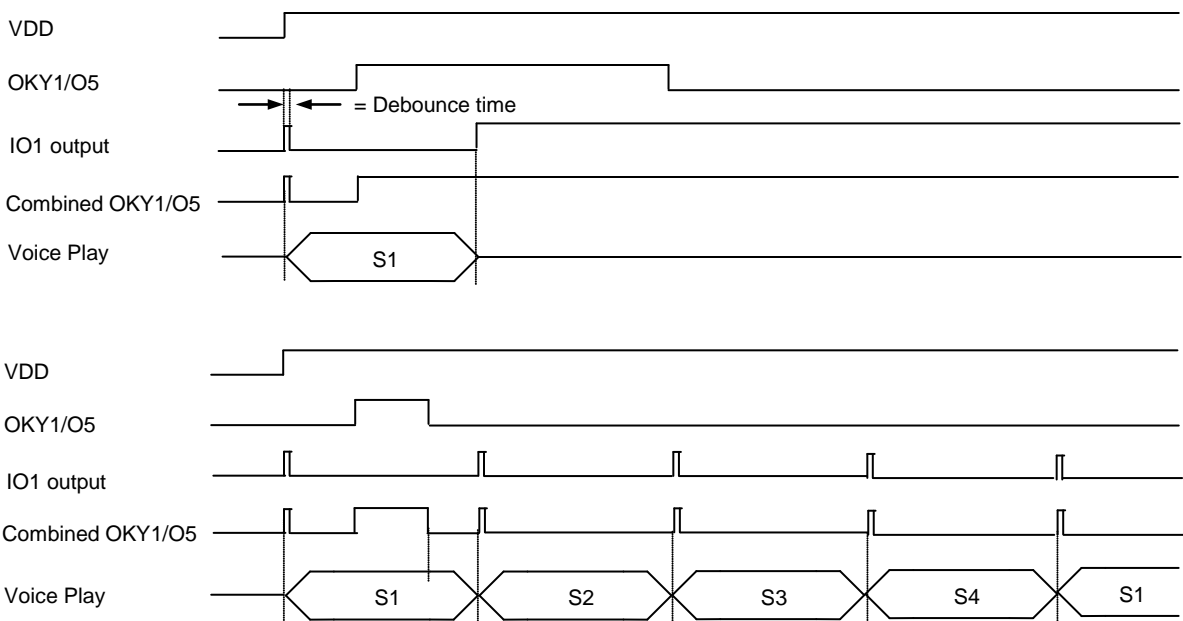 VDD
OKY1/O5
= Debounce time
IO1 output
Combined OKY1/O5
Voice Play
S1
VDD
OKY1/O5
IO1 output
Combined OKY1/O5
Voice Play
S1 S2 S3 S4 S1